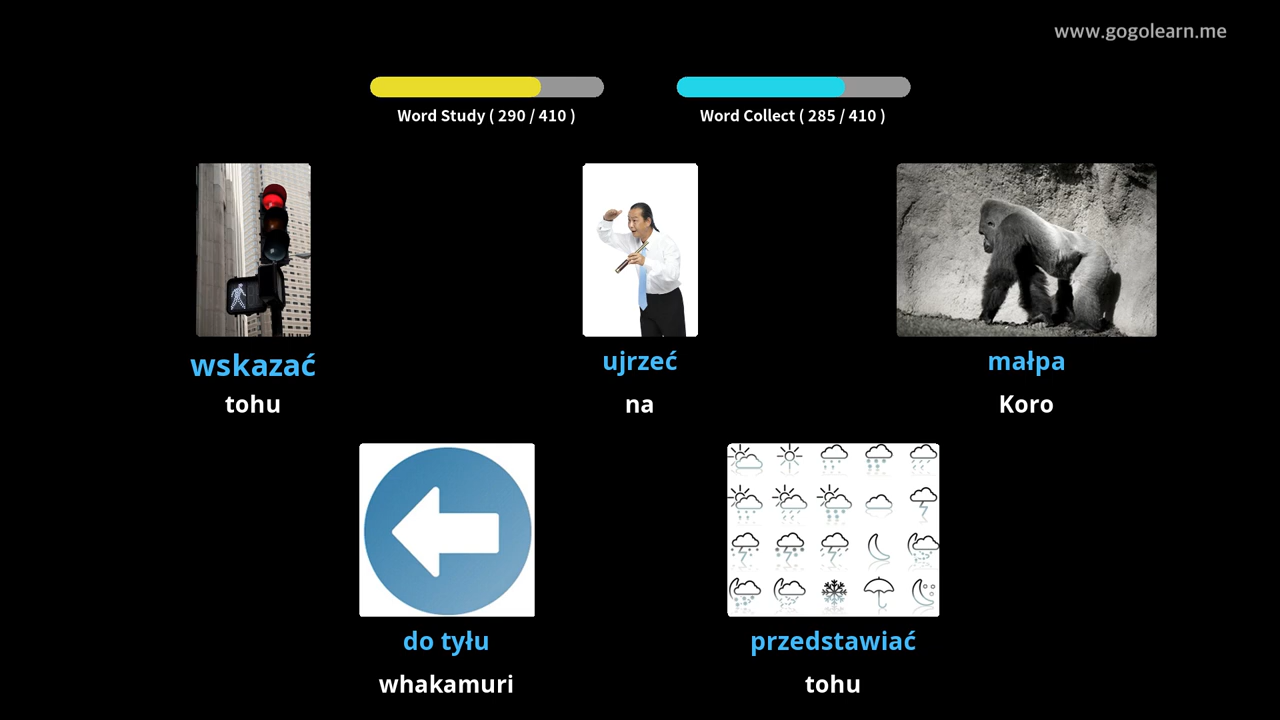 www.gogolearn.me
Word Study ( 290 / 410 )
Word Collect ( 285 / 410 )
wskazać
ujrzeć
małpa
tohu
na
Koro
do tyłu
przedstawiać
whakamuri
tohu